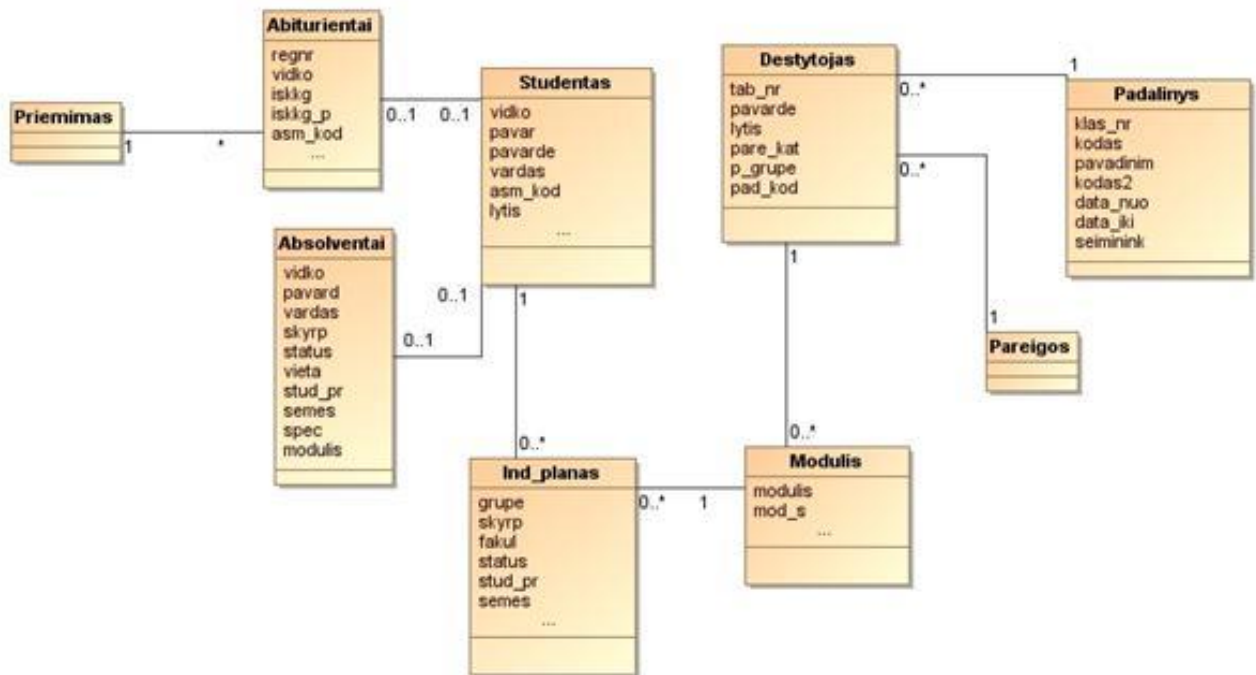 Priemimas
1
*
Abiturientai
regnr
vidko
iskkg
iskkg_p
asm_kod
...
0..1
0..1
Studentas
vidko
pavar
pavarde
vardas
asm_kod
lytis
...
Absolventai
vidko
pavard
vardas
skyrp
status
vieta
stud_pr
semes
spec
modulis
0..1
0..1
1
0..*
Ind_planas
grupe
skyrp
fakul
status
stud_pr
semes
...
0..*
1
Modulis
modulis
mod_s
...
0..*
1
Destytojas
tab_nr
pavarde
lytis
pare_kat
p_grupe
pad_kod
0..*
1
Padalinys
klas_nr
kodas
pavadinim
kodas2
data_nuo
data_iki
seiminink
0..*
1
Pareigos